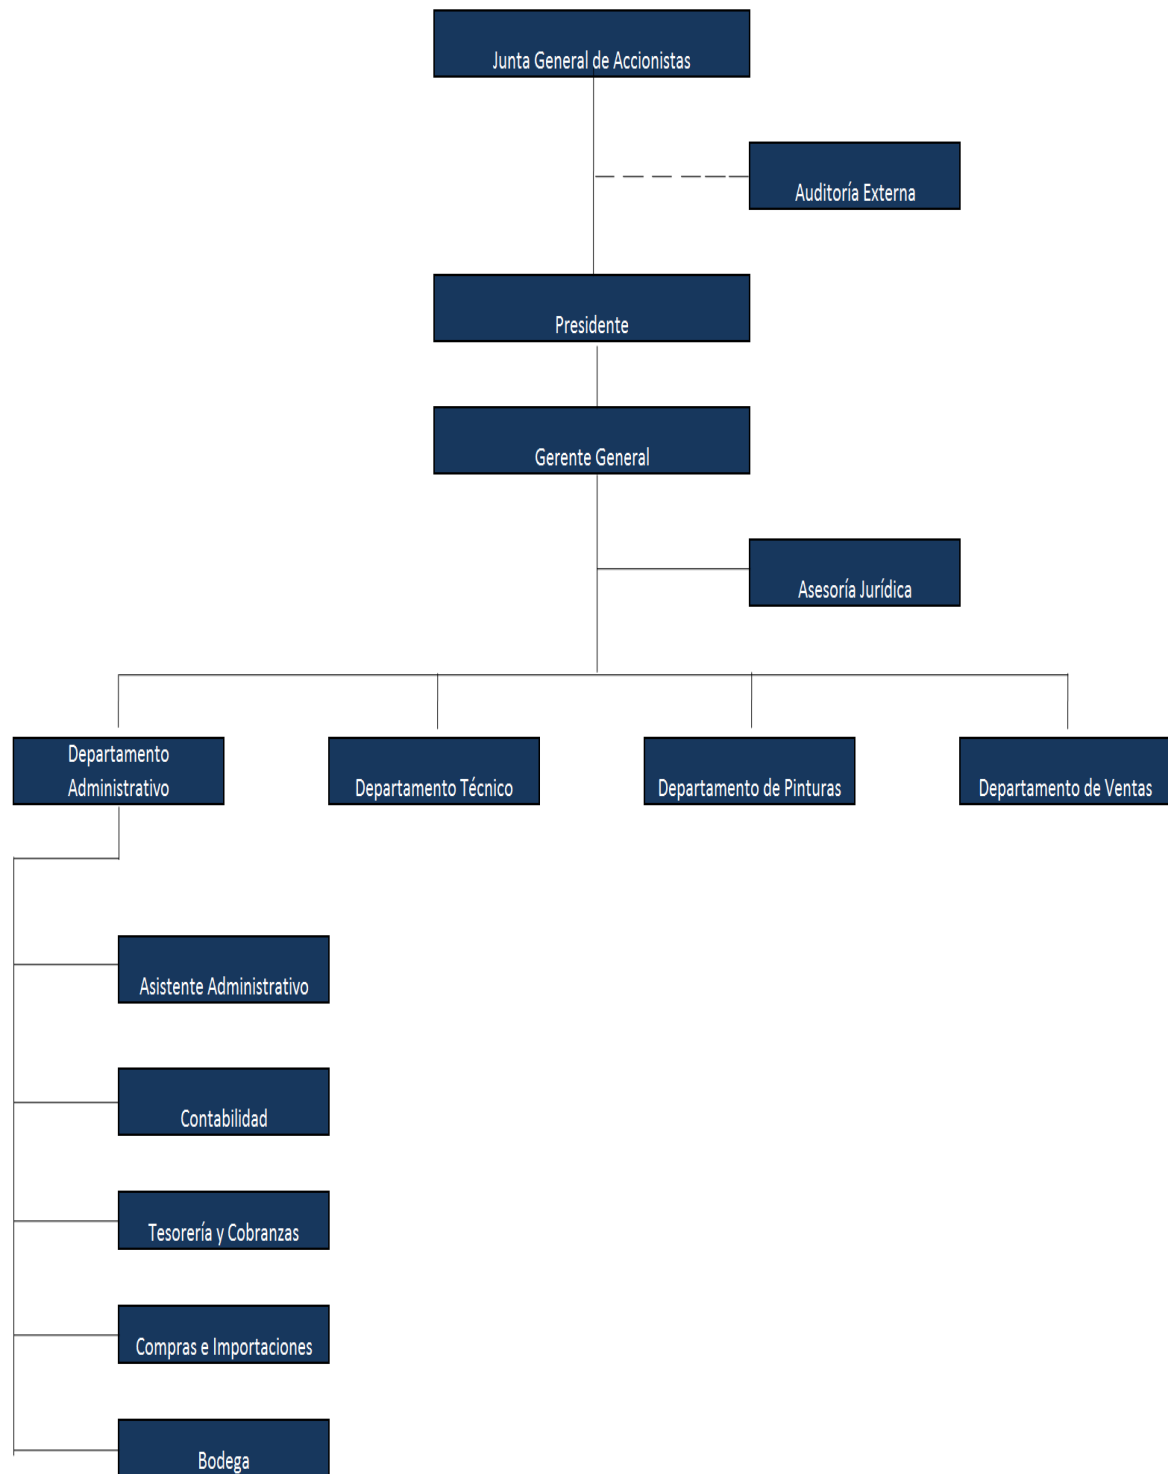 Junta General de Accionistas
Auditoría Externa
Presidente
Gerente General
Asesoría Jurídica
Departamento
Administrativo
Departamento Técnico
Departamento de Pinturas
Departamento de Ventas
Asistente Administrativo
Contabilidad
Tesorería y Cobranzas
Compras e Importaciones
Bodega